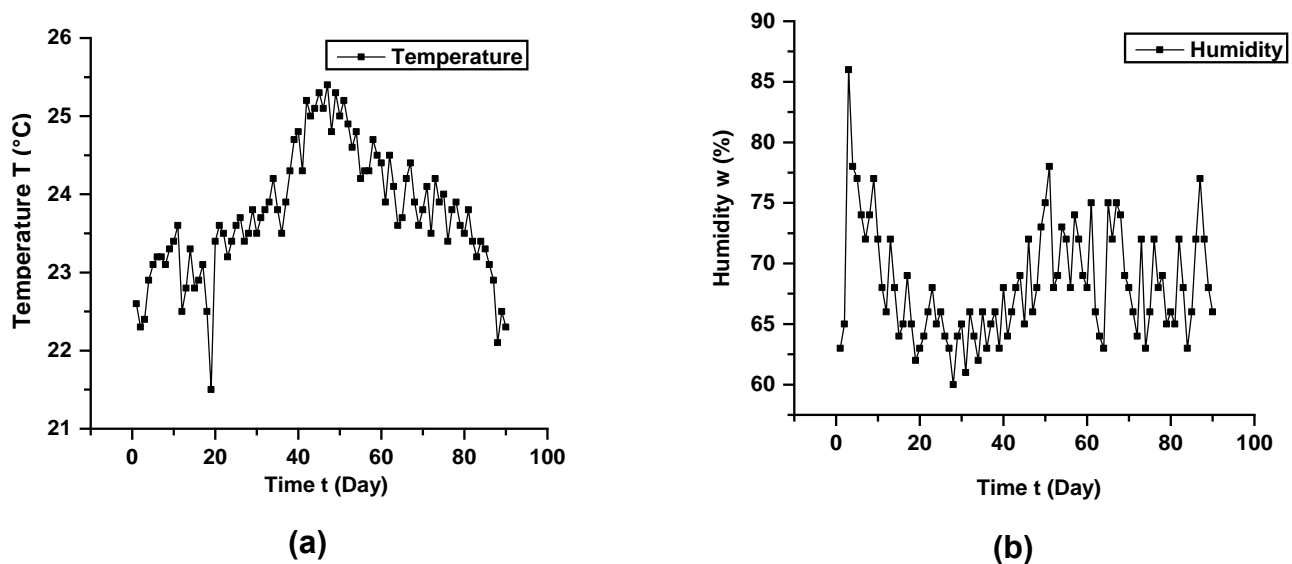 26
25
24
23
22
21
Temperature T (°C)
Temperature
0 20 40 60 80 100
Time t (Day)
(a)
90
85
80
75
70
65
60
Humidity w (%)
Humidity
0 20 40 60 80 100
Time t (Day)
(b)